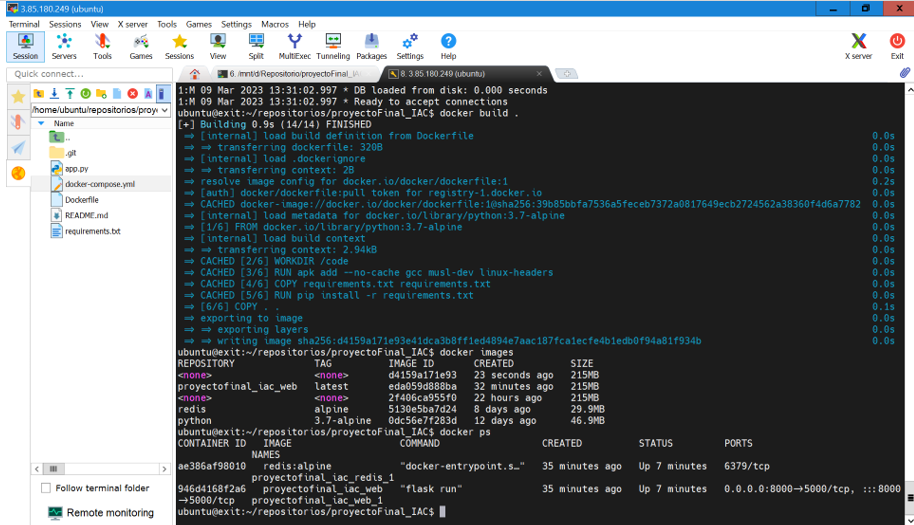 3.85.180.249 (ubuntu)
Terminal Sessions View X server Tools Games Settings Macros Help
Session Servers Tools Games Sessions View Split MultiExec Tunneling Packages Settings Help X server Exit
Quick connect...
6. /mnt/d/Repositorio/proyectoFinal_IA
8. 3.85.180.249 (ubuntu)
/home/ubuntu/repositorios/proye
Name
..
.git
app.py
docker-compose.yml
Dockerfile
README.md
requirements.txt
Follow terminal folder
Remote monitoring
1:M 09 Mar 2023 13:31:02.997 * DB loaded from disk: 0.000 seconds
1:M 09 Mar 2023 13:31:02.997 * Ready to accept connections
ubuntu@exit:~/repositorios/proyectoFinal_IAC$ docker build .
[+] Building 0.9s (14/14) FINISHED
=> [internal] load build definition from Dockerfile 0.0s
=> => transferring dockerfile: 320B 0.0s
=> [internal] load .dockerignore 0.0s
=> => transferring context: 2B 0.0s
=> resolve image config for docker.io/docker/dockerfile:1 0.2s
=> [auth] docker/dockerfile:pull token for registry-1.docker.io 0.0s
=> CACHED docker-image://docker.io/docker/dockerfile:1@sha256:39b85bbfa7536a5feceb7372a0817649ecb2724562a38360f4d6a7782 0.0s
=> [internal] load metadata for docker.io/library/python:3.7-alpine 0.0s
=> [1/6] FROM docker.io/library/python:3.7-alpine 0.0s
=> [internal] load build context 0.0s
=> => transferring context: 2.94kB 0.0s
=> CACHED [2/6] WORKDIR /code 0.0s
=> CACHED [3/6] RUN apk add --no-cache gcc musl-dev linux-headers 0.0s
=> CACHED [4/6] COPY requirements.txt requirements.txt 0.0s
=> CACHED [5/6] RUN pip install -r requirements.txt 0.0s
=> [6/6] COPY . . 0.1s
=> exporting to image 0.0s
=> => exporting layers 0.0s
=> => writing image sha256:d4159a171e93e41dca3b8ff1ed4894e7aac187fca1ecfe4b1edb0f94a81f934b 0.0s
ubuntu@exit:~/repositorios/proyectoFinal_IAC$ docker images
REPOSITORY TAG IMAGE ID CREATED SIZE
<none> <none> d4159a171e93 23 seconds ago 215MB
proyectofinal_iac_web latest eda059d888ba 32 minutes ago 215MB
<none> <none> 2f406ca955f0 22 hours ago 215MB
redis alpine 5130e5ba7d24 8 days ago 29.9MB
python 3.7-alpine 0dc56e7f283d 12 days ago 46.9MB
ubuntu@exit:~/repositorios/proyectoFinal_IAC$ docker ps
CONTAINER ID IMAGE COMMAND CREATED STATUS PORTS
NAMES
ae386af98010 redis:alpine "docker-entrypoint.s…" 35 minutes ago Up 7 minutes 6379/tcp
proyectofinal_iac_redis_1
946d4168f2a6 proyectofinal_iac_web "flask run" 35 minutes ago Up 7 minutes 0.0.0.0:8000->5000/tcp, :::8000
->5000/tcp proyectofinal_iac_web_1
ubuntu@exit:~/repositorios/proyectoFinal_IAC$